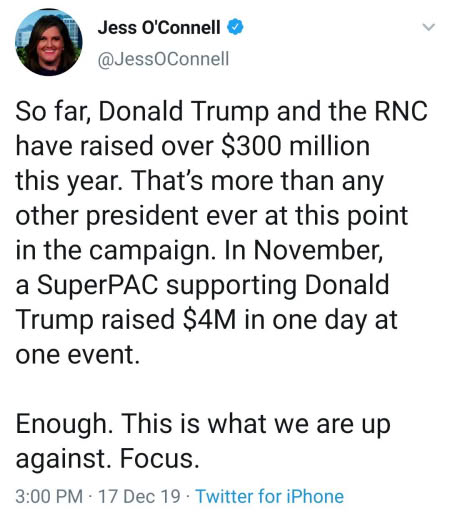 Jess O'Connell
@JessOConnell
So far, Donald Trump and the RNC
have raised over $300 million
this year. That’s more than any
other president ever at this point
in the campaign. In November,
a SuperPAC supporting Donald
Trump raised $4M in one day at
one event.
Enough. This is what we are up
against. Focus.
3:00 PM · 17 Dec 19 · Twitter for iPhone